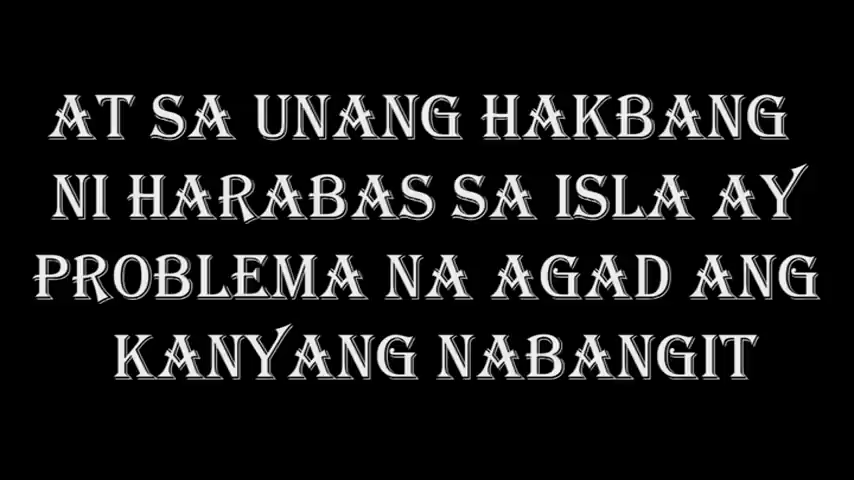 AT SA UNANG HAKBANG
NI HARABAS SA ISLA AY
PROBLEMA NA AGAD ANG
KANYANG NABANGIT